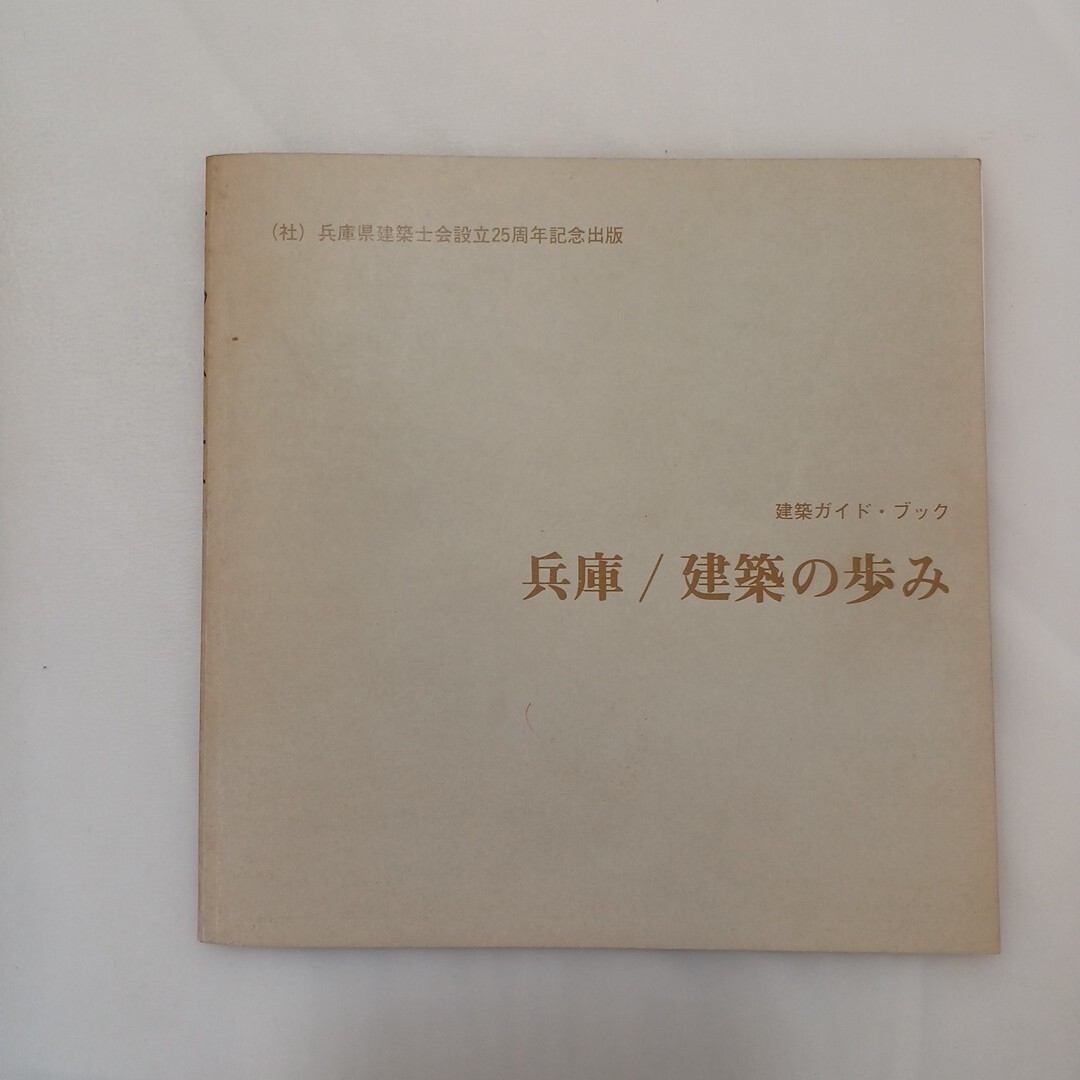 （社）兵庫県建築士会設立25周年記念出版
建築ガイド・ブック
兵庫/建築の歩み